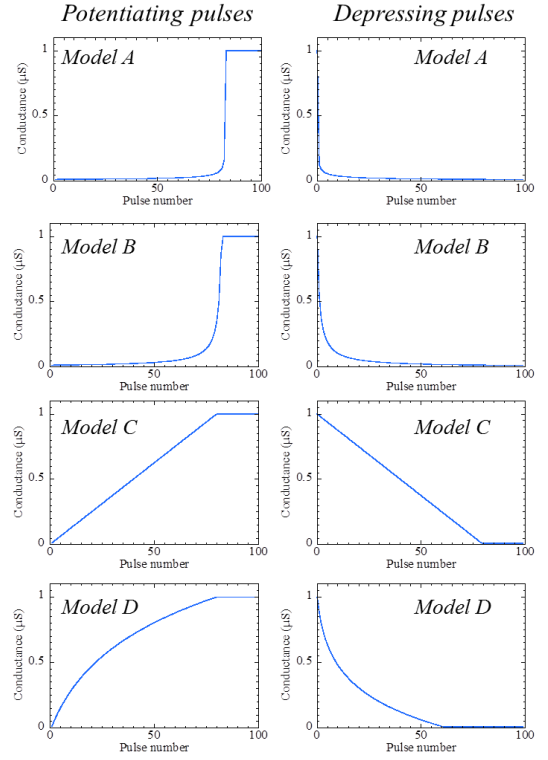 Potentiating pulses
Depressing pulses
Model A
Conductance (μS)
1
0.5
0
0
50
100
Pulse number
Model A
Conductance (μS)
1
0.5
0
0
50
100
Pulse number
Model B
Conductance (μS)
1
0.5
0
0
50
100
Pulse number
Model B
Conductance (μS)
1
0.5
0
0
50
100
Pulse number
Model C
Conductance (μS)
1
0.5
0
0
50
100
Pulse number
Model C
Conductance (μS)
1
0.5
0
0
50
100
Pulse number
Model D
Conductance (μS)
1
0.5
0
0
50
100
Pulse number
Model D
Conductance (μS)
1
0.5
0
0
50
100
Pulse number